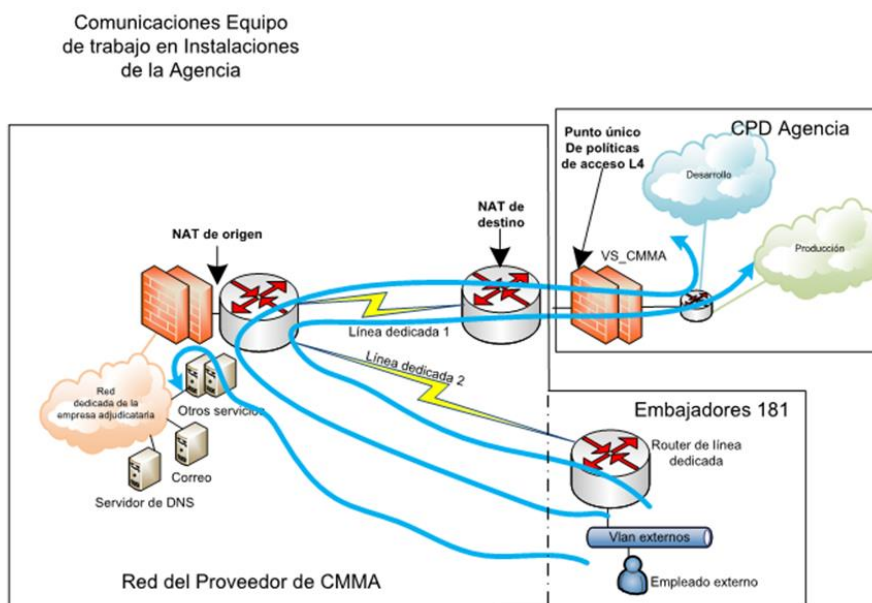 Comunicaciones Equipo
de trabajo en Instalaciones
de la Agencia
CPD Agencia
Punto único
De políticas
de acceso L4
Desarrollo
Producción
VS_CMMA
NAT de
destino
NAT de origen
Línea dedicada 1
Línea dedicada 2
Red
dedicada de la
empresa adjudicataria
Otros servicios
Correo
Servidor de DNS
Embajadores 181
Router de línea
dedicada
Vlan externos
Empleado externo
Red del Proveedor de CMMA